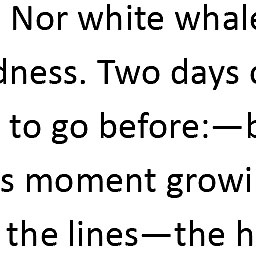 Nor white whale
dness. Two days
to go before:—b
s moment growi
the lines—the h